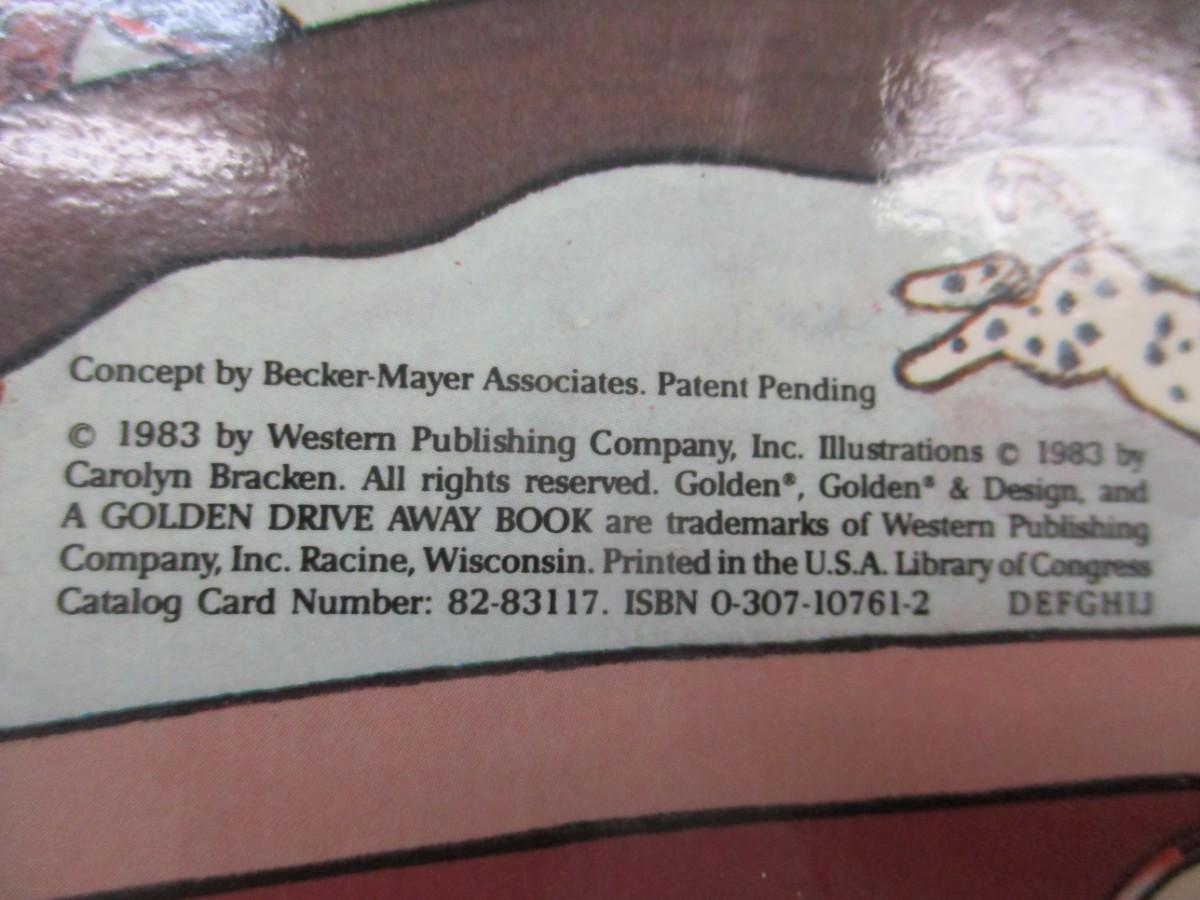 Concept by Becker-Mayer Associates. Patent Pending
© 1983 by Western Publishing Company, Inc. Illustrations © 1983 by
Carolyn Bracken. All rights reserved. Golden®, Golden® & Design, and
A GOLDEN DRIVE AWAY BOOK are trademarks of Western Publishing
Company, Inc. Racine, Wisconsin. Printed in the U.S.A. Library of Congress
Catalog Card Number: 82-83117. ISBN 0-307-10761-2 DEFGHIJ